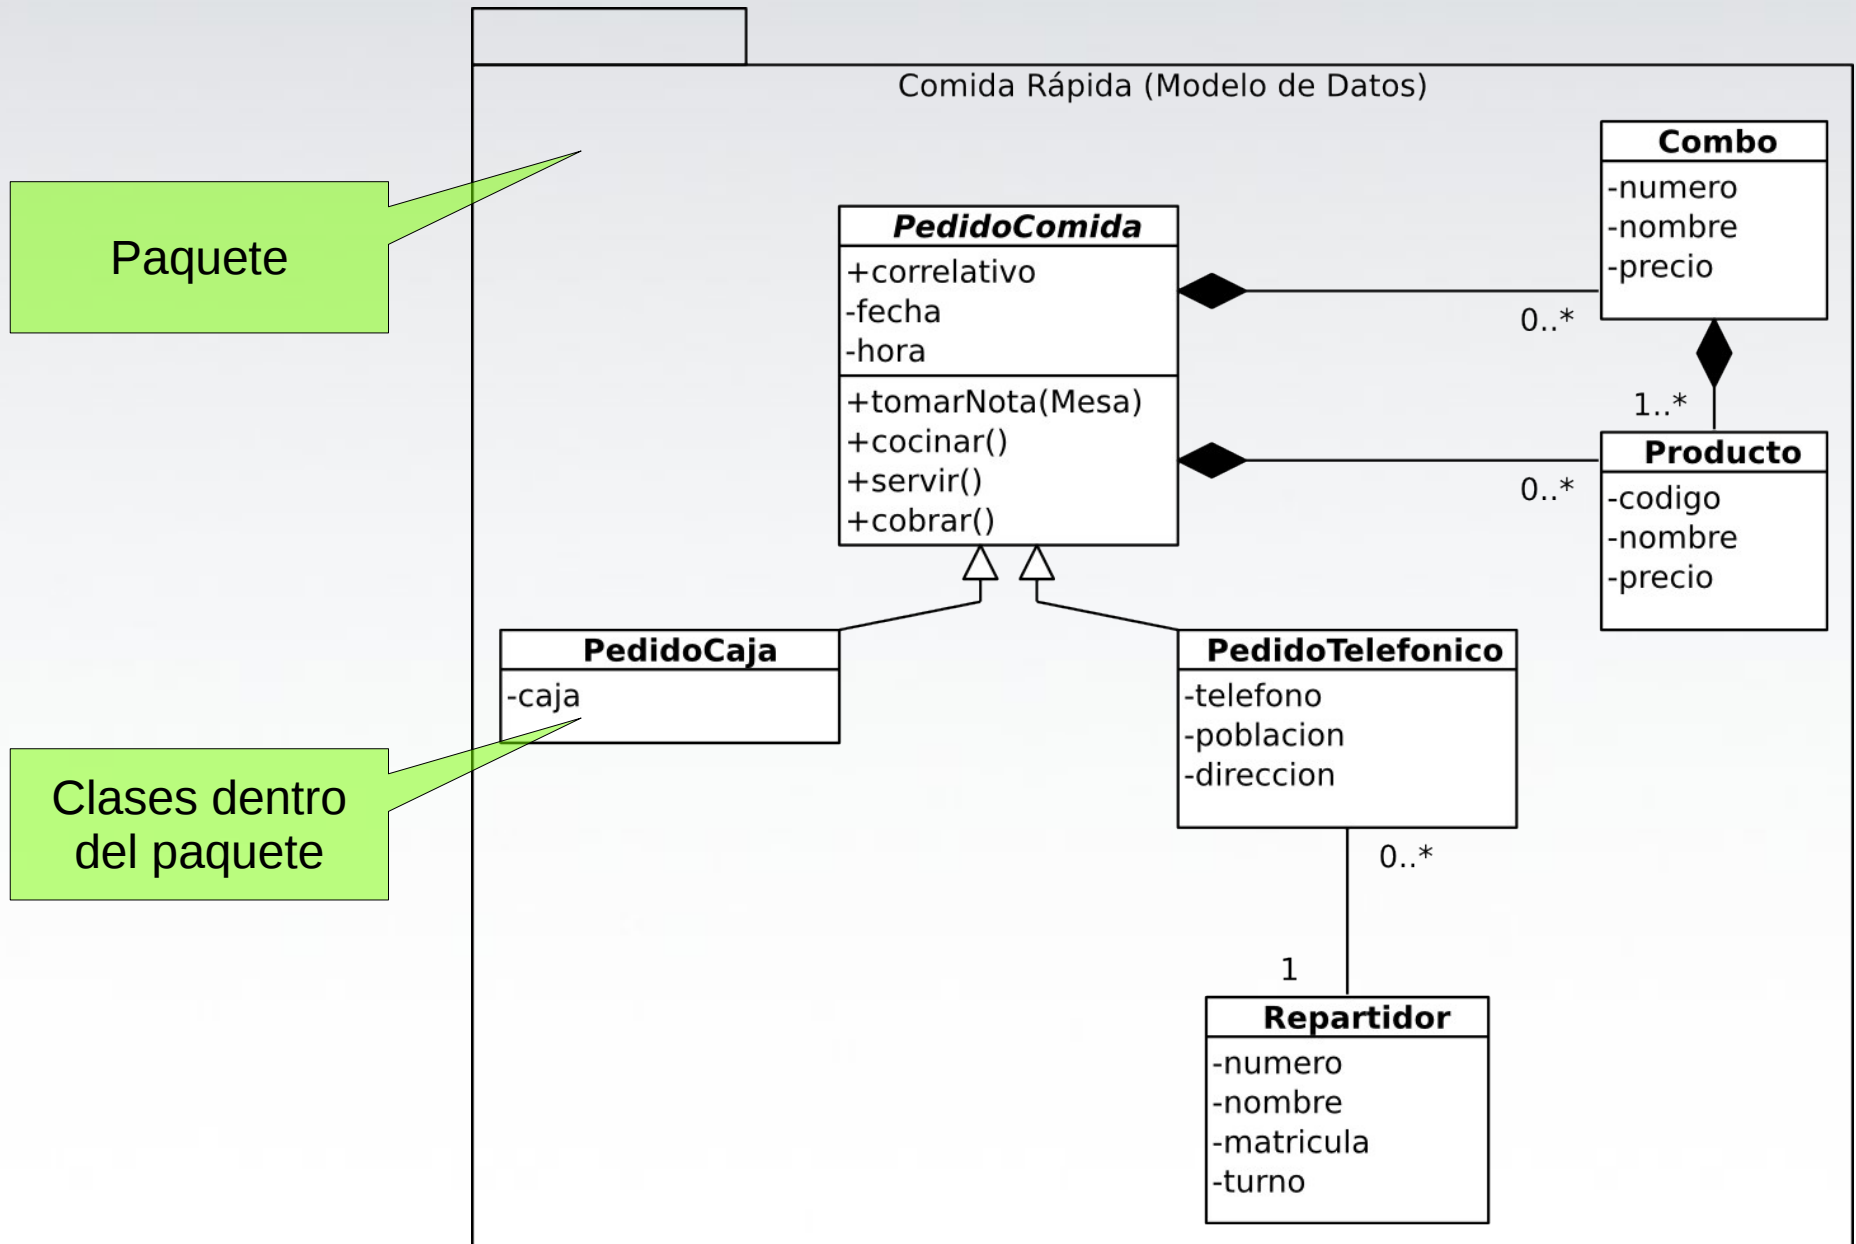 Comida Rápida (Modelo de Datos)
Paquete
Combo
-numero
-nombre
-precio
PedidoComida
+correlativo
-fecha
-hora
+tomarNota(Mesa)
+cocinar()
+servir()
+cobrar()
0..*
1..*
0..*
Producto
-codigo
-nombre
-precio
PedidoCaja
-caja
PedidoTelefonico
-telefono
-poblacion
-direccion
Clases dentro
del paquete
0..*
1
Repartidor
-numero
-nombre
-matricula
-turno